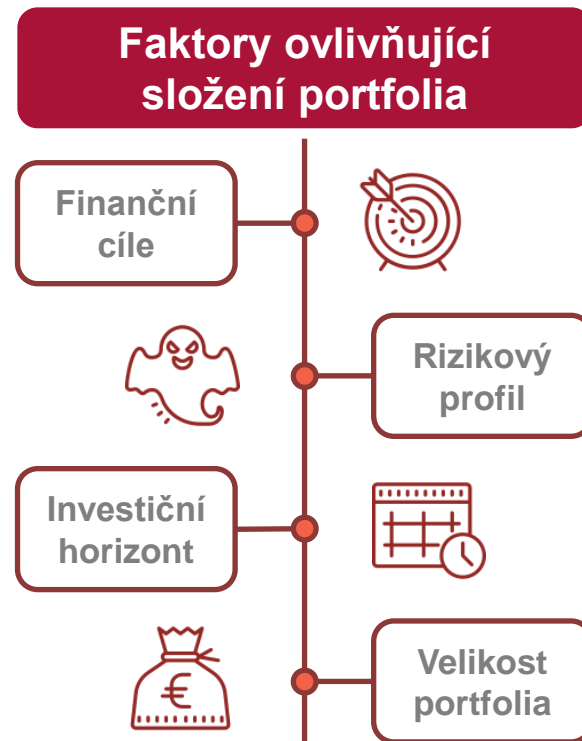 Faktory ovlivňující
složení portfolia
Finanční
cíle
Rizikový
profil
Investiční
horizont
€
Velikost
portfolia